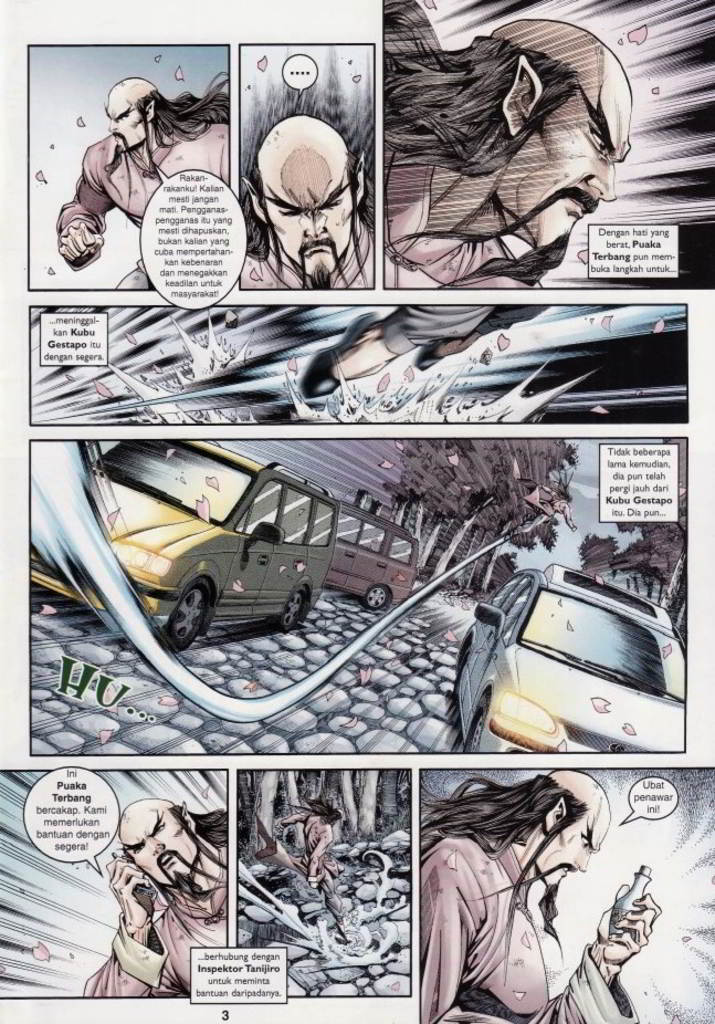 Rakan-
rakanku! Kalian
mesti jangan
mati. Pengganas-
pengganas itu yang
mesti dihapuskan,
bukan kalian yang
cuba mempertahan-
kan kebenaran
dan menegakkan
keadilan untuk
masyarakat!
....
Dengan hati yang
berat, Puaka
Terbang pun mem-
buka langkah untuk...
...meninggal-
kan Kubu
Gestapo itu
dengan segera.
Tidak beberapa
lama kemudian,
dia pun telah
pergi jauh dari
Kubu Gestapo
itu. Dia pun...
HU...
Ini
Puaka
Terbang
bercakap. Kami
memerlukan
bantuan dengan
segera!
...berhubung dengan
Inspektor Tanijiro
untuk meminta
bantuan daripadanya.
Ubat
penawar
ini!
3